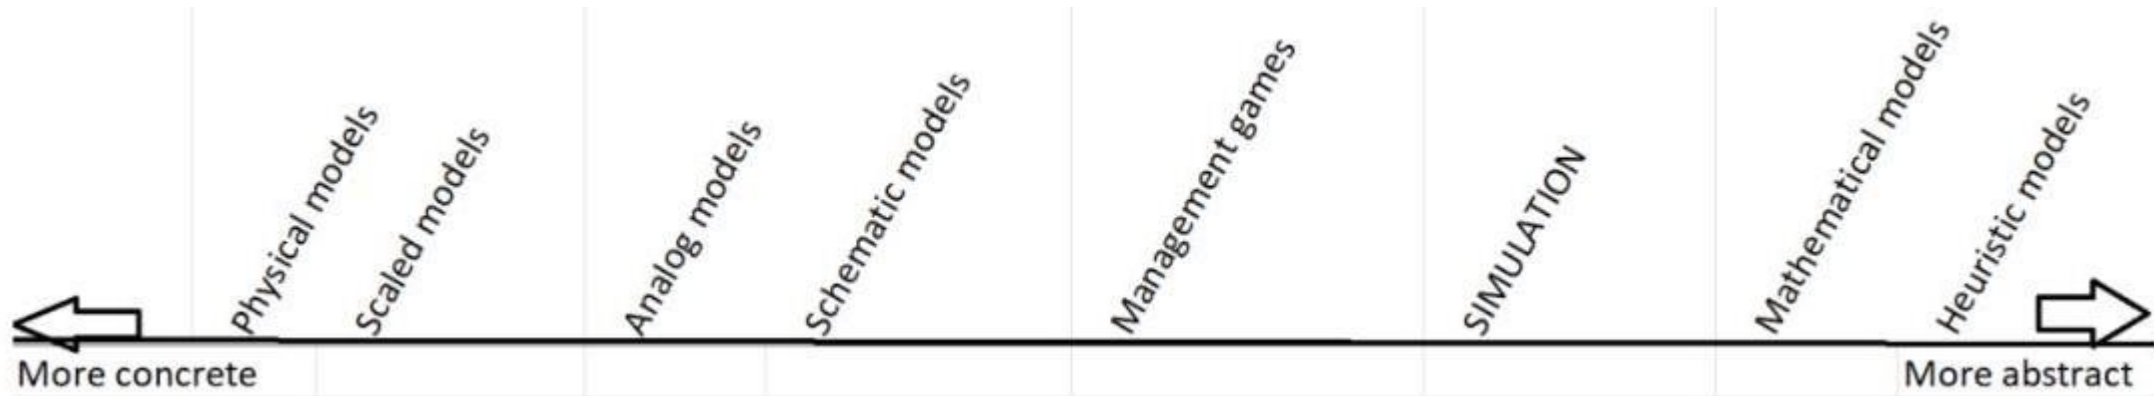 Physical models
Scaled models
Analog models
Schematic models
Management games
SIMULATION
Mathematical models
Heuristic models
More concrete
More abstract